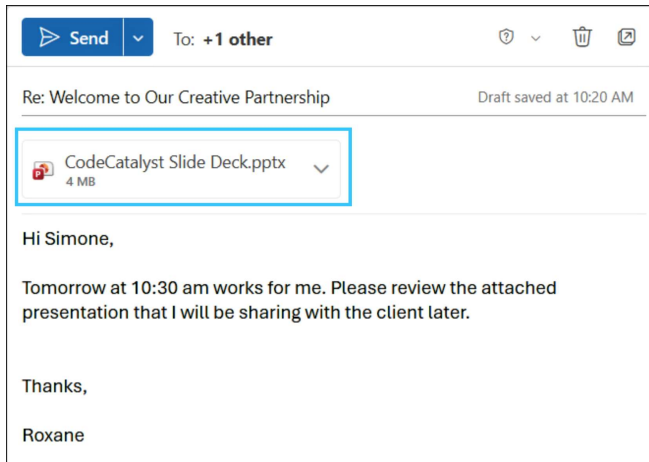 Send
To: +1 other
Re: Welcome to Our Creative Partnership
Draft saved at 10:20 AM
CodeCatalyst Slide Deck.pptx
4 MB
Hi Simone,
Tomorrow at 10:30 am works for me. Please review the attached
presentation that I will be sharing with the client later.
Thanks,
Roxane